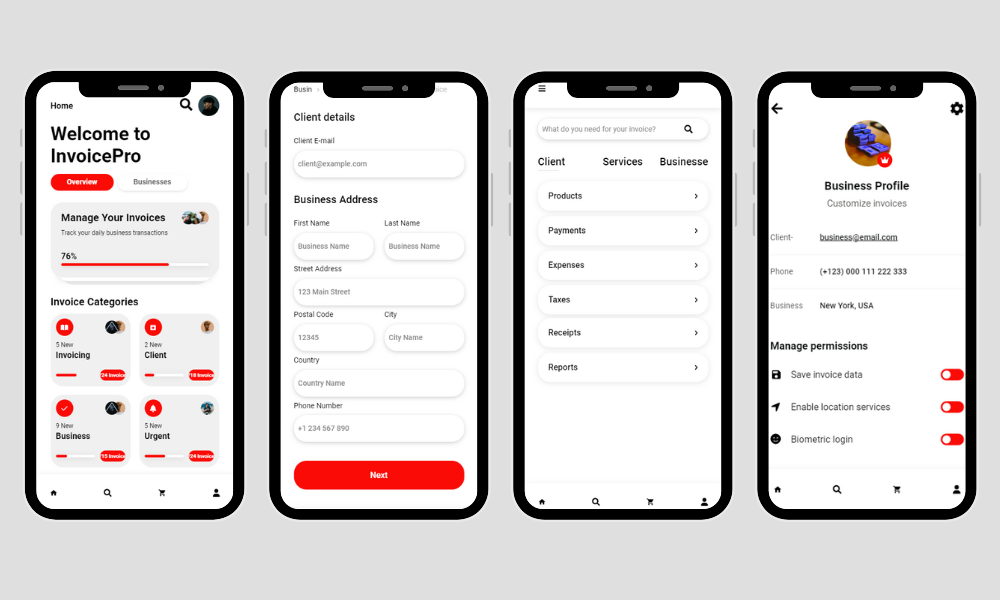 Home
Welcome to
InvoicePro
Overview Businesses
Manage Your Invoices
Track your daily business transactions
76%
Invoice Categories
5 New
Invoicing
24 Invoice
2 New
Client
18 Invoice
9 New
Business
15 Invoice
5 New
Urgent
24 Invoice
Busin
Client details
Client E-mail
client@example.com
Business Address
First Name Last Name
Business Name Business Name
Street Address
123 Main Street
Postal Code City
12345 City Name
Country
Country Name
Phone Number
+1 234 567 890
Next
What do you need for your invoice?
Client Services Businesse
Products
Payments
Expenses
Taxes
Receipts
Reports
Business Profile
Customize invoices
Client- business@email.com
Phone (+123) 000 111 222 333
Business New York, USA
Manage permissions
Save invoice data
Enable location services
Biometric login